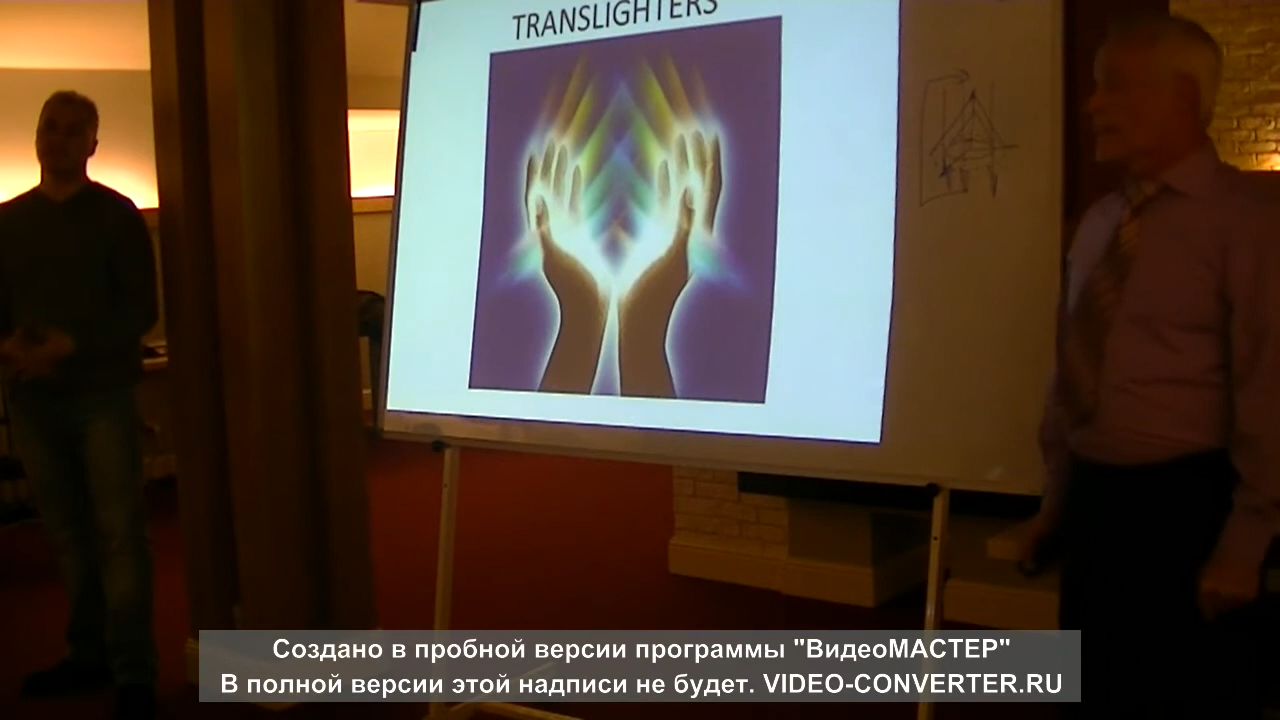 TRANSLIGHTERS
Создано в пробной версии программы "ВидеоМАСТЕР"
В полной версии этой надписи не будет. VIDEO-CONVERTER.RU